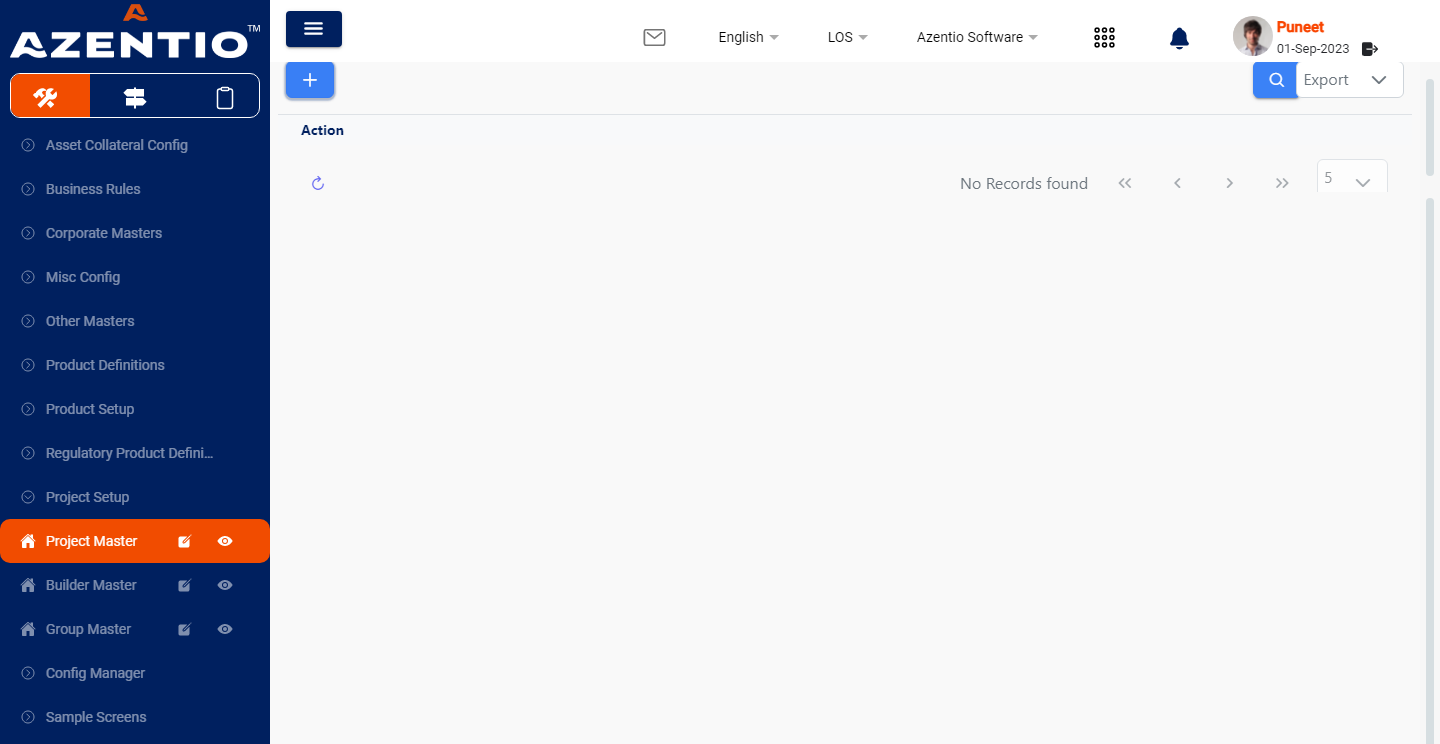 AZENTIO™
English
LOS
Azentio Software
Puneet
01-Sep-2023
Export
Action
No Records found
5
Asset Collateral Config
Business Rules
Corporate Masters
Misc Config
Other Masters
Product Definitions
Product Setup
Regulatory Product Defini...
Project Setup
Project Master
Builder Master
Group Master
Config Manager
Sample Screens